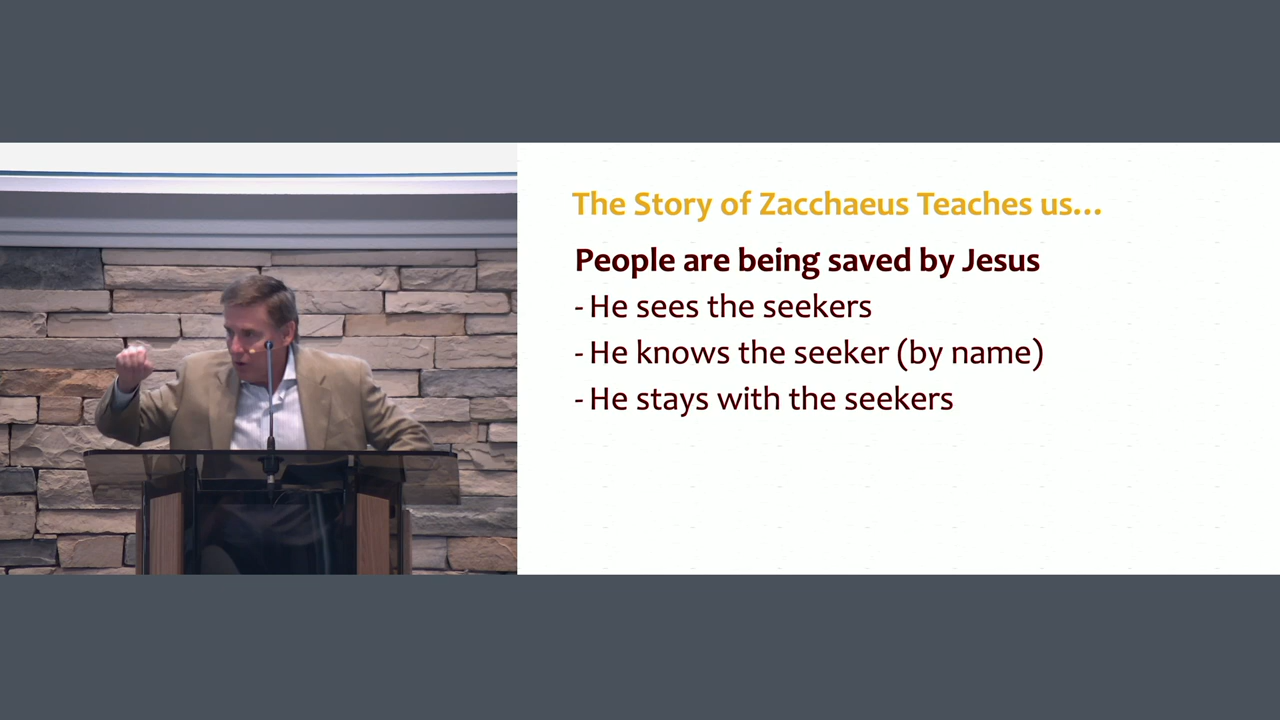 The Story of Zacchaeus Teaches us...
People are being saved by Jesus
- He sees the seekers
- He knows the seeker (by name)
- He stays with the seekers